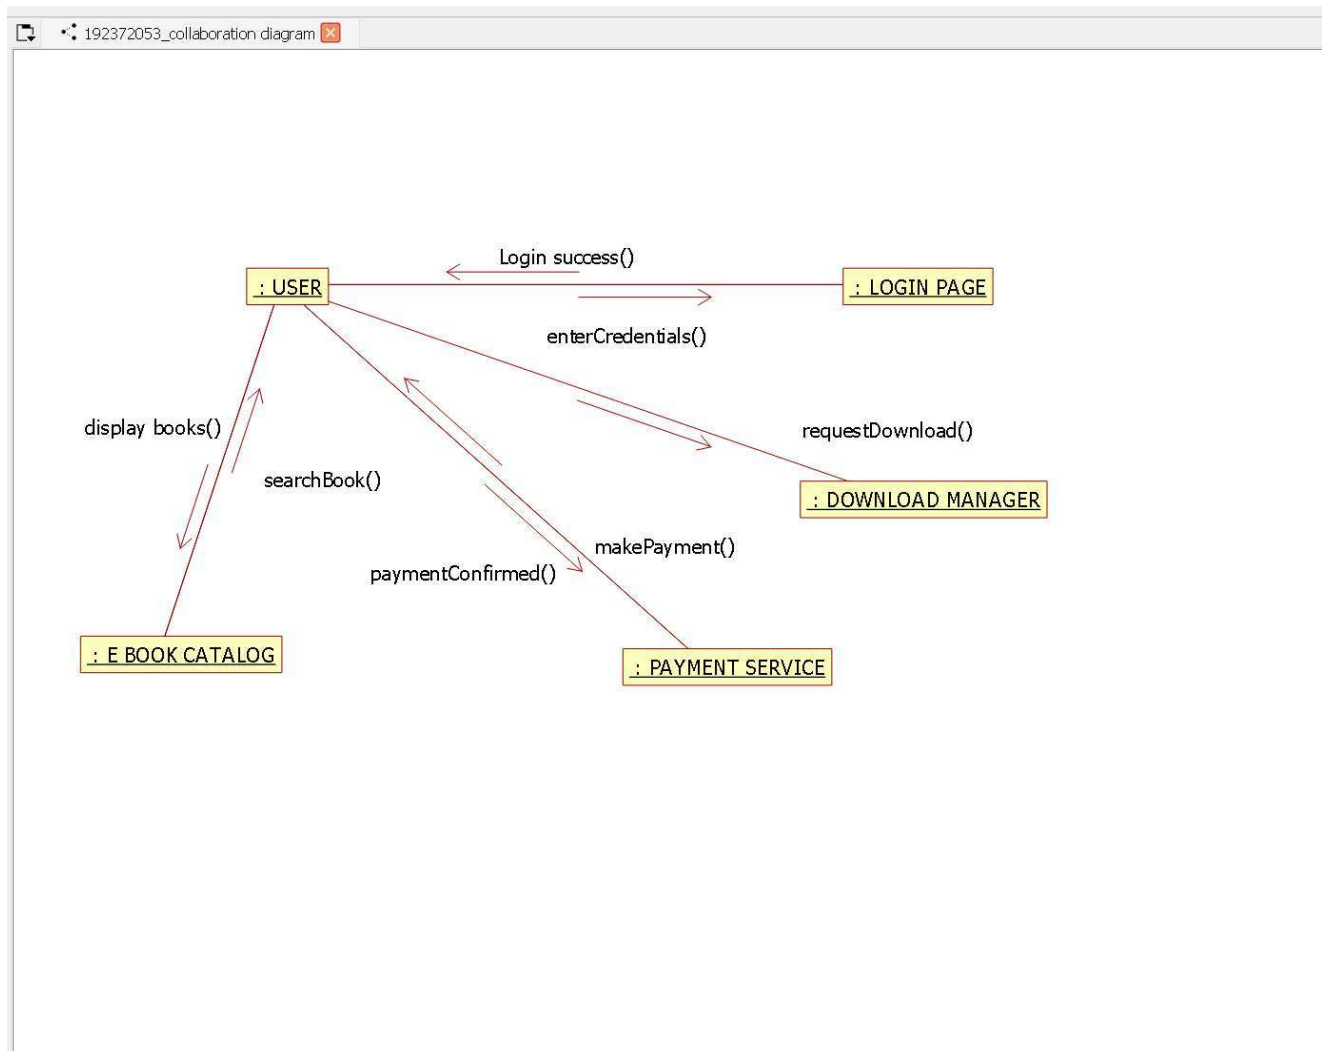 192372053_collaboration diagram
Login success()
: USER
: LOGIN PAGE
enterCredentials()
display books()
requestDownload()
searchBook()
: DOWNLOAD MANAGER
makePayment()
paymentConfirmed()
: E BOOK CATALOG
: PAYMENT SERVICE